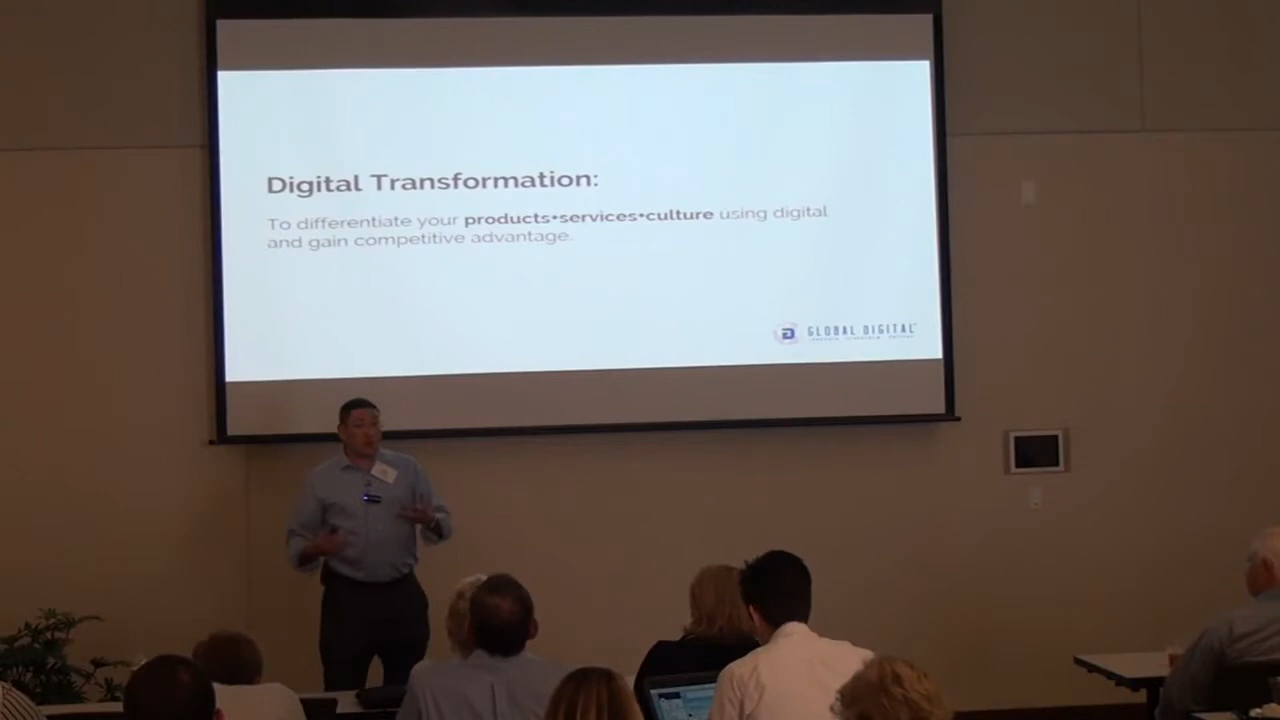 Digital Transformation:
To differentiate your products+services+culture using digital
and gain competitive advantage.
GLOBAL DIGITAL